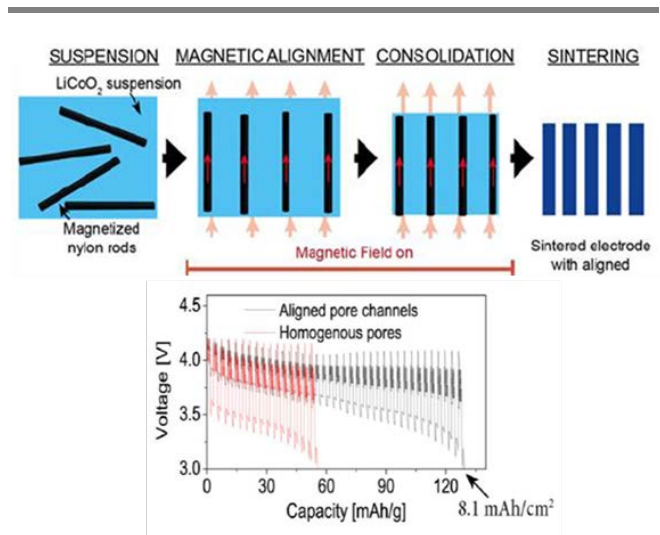 SUSPENSION MAGNETIC ALIGNMENT CONSOLIDATION SINTERING
LiCoO₂ suspension
Magnetized
nylon rods
Magnetic Field on
Sintered electrode
with aligned
Aligned pore channels
Homogenous pores
Voltage [V]
4.5
4.0
3.5
3.0
0 30 60 90 120
Capacity [mAh/g]
8.1 mAh/cm²